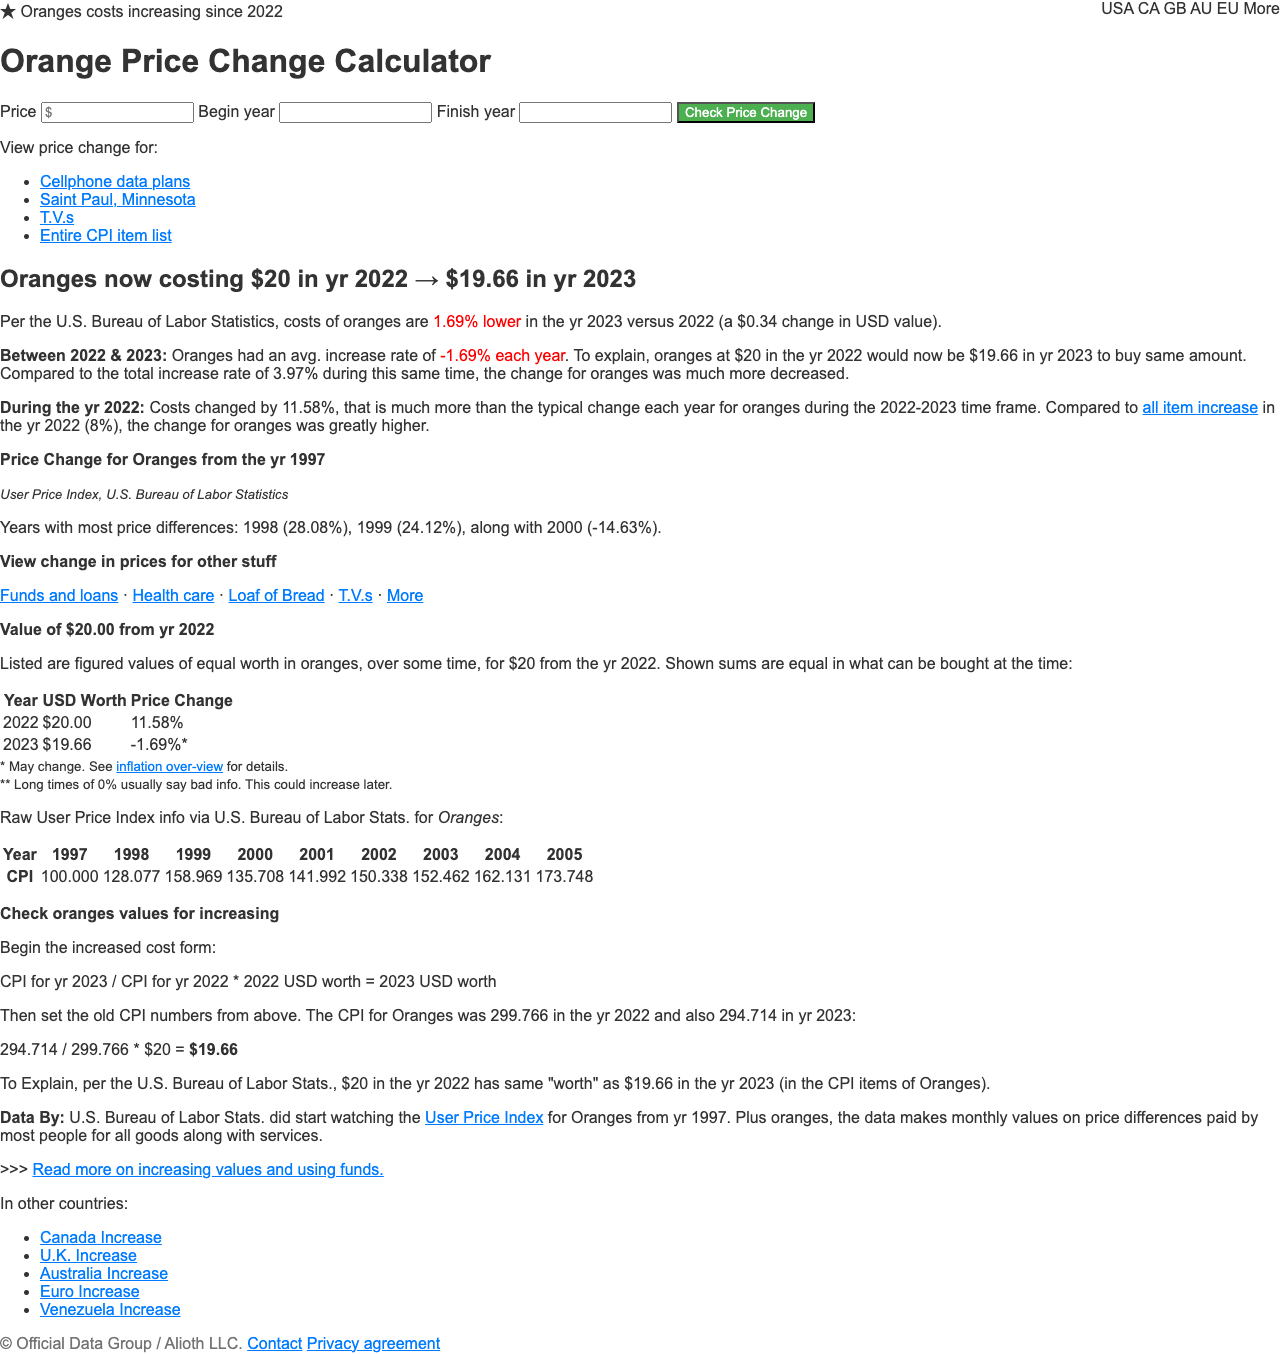 ★ Oranges costs increasing since 2022
USA CA GB AU EU More
Orange Price Change Calculator
Price $ Begin year Finish year Check Price Change
View price change for:
• Cellphone data plans
• Saint Paul, Minnesota
• T.V.s
• Entire CPI item list
Oranges now costing $20 in yr 2022 → $19.66 in yr 2023
Per the U.S. Bureau of Labor Statistics, costs of oranges are 1.69% lower in the yr 2023 versus 2022 (a $0.34 change in USD value).
Between 2022 & 2023: Oranges had an avg. increase rate of -1.69% each year. To explain, oranges at $20 in the yr 2022 would now be $19.66 in yr 2023 to buy same amount.
Compared to the total increase rate of 3.97% during this same time, the change for oranges was much more decreased.
During the yr 2022: Costs changed by 11.58%, that is much more than the typical change each year for oranges during the 2022-2023 time frame. Compared to all item increase in
the yr 2022 (8%), the change for oranges was greatly higher.
Price Change for Oranges from the yr 1997
User Price Index, U.S. Bureau of Labor Statistics
Years with most price differences: 1998 (28.08%), 1999 (24.12%), along with 2000 (-14.63%).
View change in prices for other stuff
Funds and loans · Health care · Loaf of Bread · T.V.s · More
Value of $20.00 from yr 2022
Listed are figured values of equal worth in oranges, over some time, for $20 from the yr 2022. Shown sums are equal in what can be bought at the time:
Year USD Worth Price Change
2022 $20.00 11.58%
2023 $19.66 -1.69%*
* May change. See inflation over-view for details.
** Long times of 0% usually say bad info. This could increase later.
Raw User Price Index info via U.S. Bureau of Labor Stats. for Oranges:
Year 1997 1998 1999 2000 2001 2002 2003 2004 2005
CPI 100.000 128.077 158.969 135.708 141.992 150.338 152.462 162.131 173.748
Check oranges values for increasing
Begin the increased cost form:
CPI for yr 2023 / CPI for yr 2022 * 2022 USD worth = 2023 USD worth
Then set the old CPI numbers from above. The CPI for Oranges was 299.766 in the yr 2022 and also 294.714 in yr 2023:
294.714 / 299.766 * $20 = $19.66
To Explain, per the U.S. Bureau of Labor Stats., $20 in the yr 2022 has same "worth" as $19.66 in the yr 2023 (in the CPI items of Oranges).
Data By: U.S. Bureau of Labor Stats. did start watching the User Price Index for Oranges from yr 1997. Plus oranges, the data makes monthly values on price differences paid by
most people for all goods along with services.
>>> Read more on increasing values and using funds.
In other countries:
• Canada Increase
• U.K. Increase
• Australia Increase
• Euro Increase
• Venezuela Increase
© Official Data Group / Alioth LLC. Contact Privacy agreement